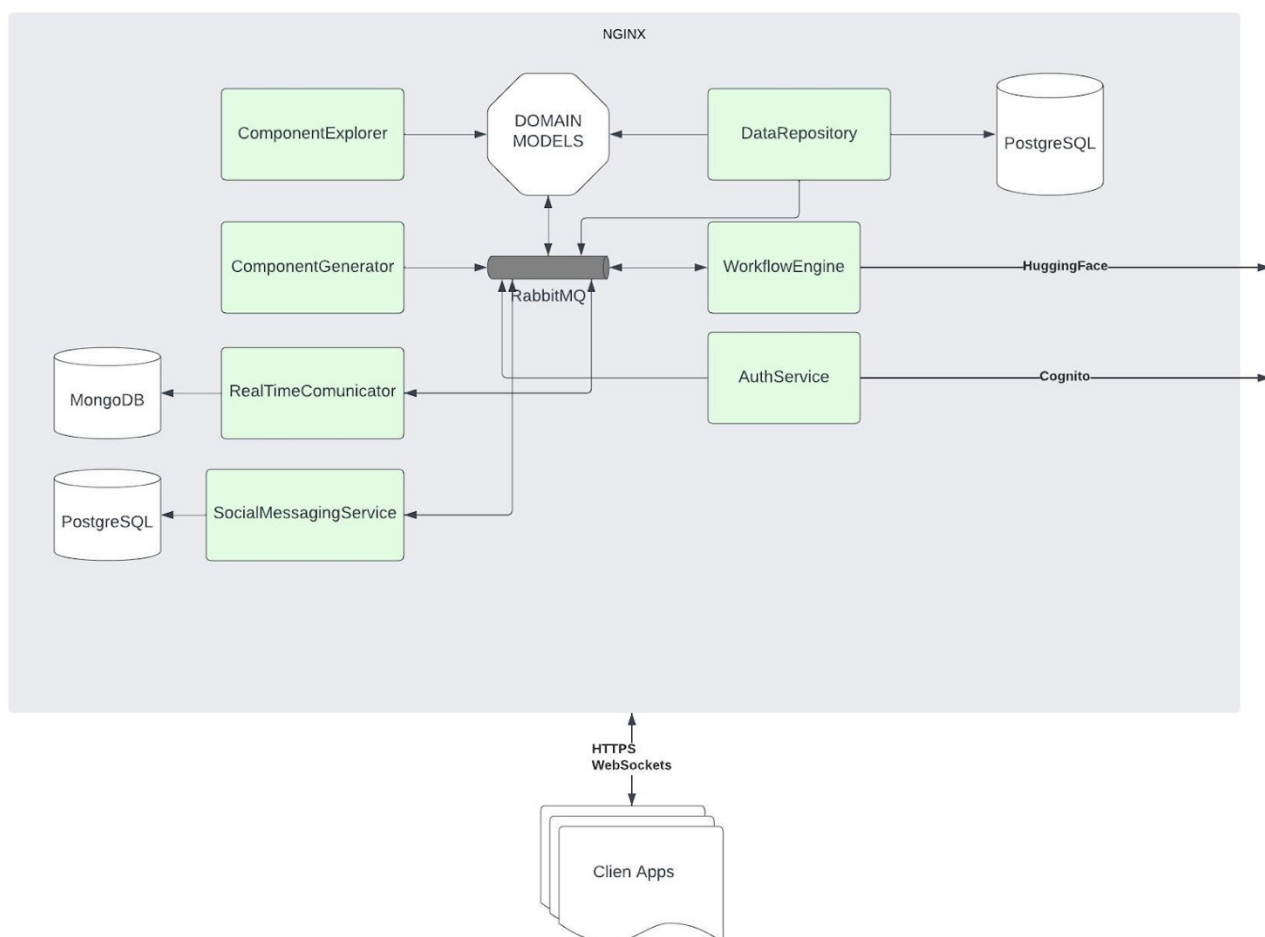 NGINX
ComponentExplorer
DOMAIN
MODELS
DataRepository
PostgreSQL
ComponentGenerator
RabbitMQ
WorkflowEngine
HuggingFace
MongoDB
RealTimeComunicator
AuthService
Cognito
PostgreSQL
SocialMessagingService
HTTPS
WebSockets
Clien Apps